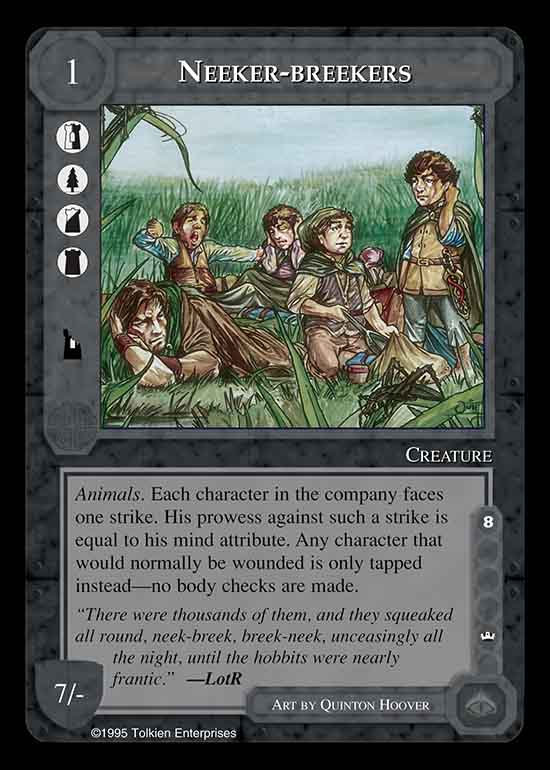 1
NEEKER-BREEKERS
CREATURE
Animals. Each character in the company faces
one strike. His prowess against such a strike is
equal to his mind attribute. Any character that
would normally be wounded is only tapped
instead—no body checks are made.
8
“There were thousands of them, and they squeaked
all round, neek-breek, breek-neek, unceasingly all
the night, until the hobbits were nearly
frantic.” —LotR
7/-
ART BY QUINTON HOOVER
©1995 Tolkien Enterprises